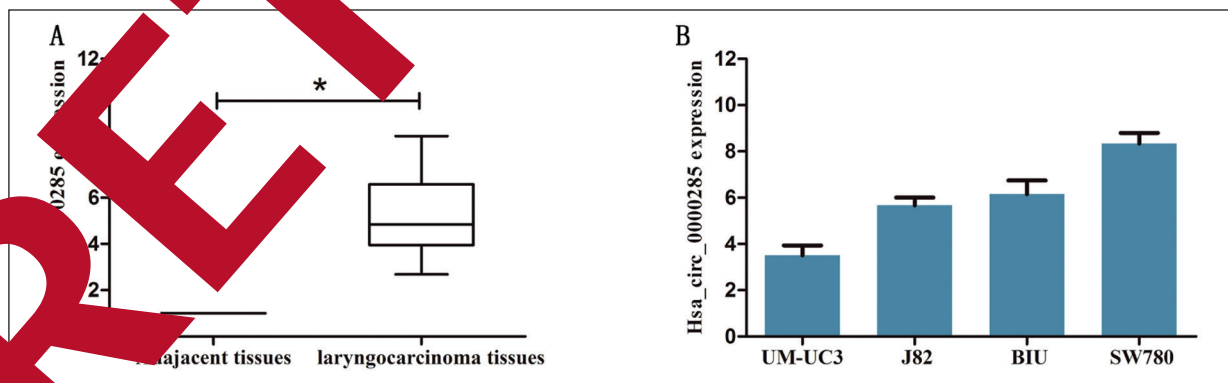 A
12
*
6
4
2
tissues
laryngocarcinoma tissues
B
Hsa_circ_0000285 expression
12
10
8
6
4
2
0
UM-UC3
J82
BIU
SW780